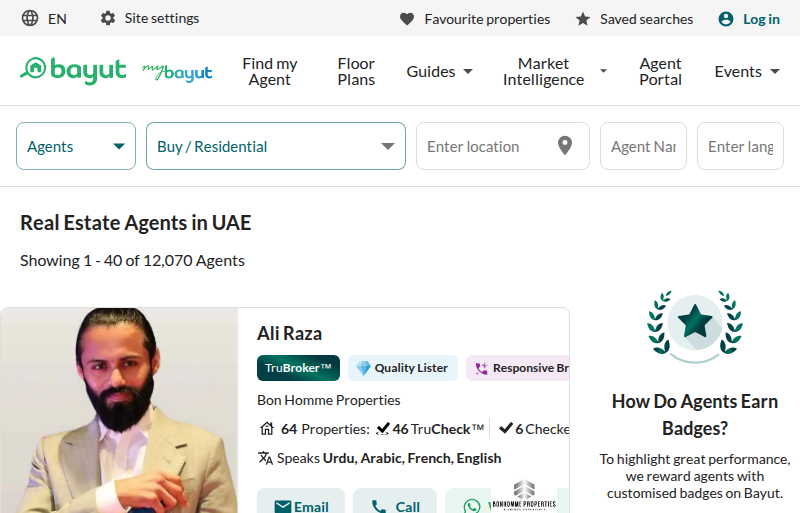 EN
Site settings
Favourite properties
Saved searches
Log in
bayut
my bayut
Find my
Agent
Floor
Plans
Guides
Market
Intelligence
Agent
Portal
Events
Agents
Buy / Residential
Enter location
Agent Nar
Enter lang
Real Estate Agents in UAE
Showing 1 - 40 of 12,070 Agents
Ali Raza
TruBroker™
Quality Lister
Responsive Br
Bon Homme Properties
64 Properties: 46 TruCheck™ 6 Checke
Speaks Urdu, Arabic, French, English
Email
Call
BONHOMME PROPERTIES
How Do Agents Earn
Badges?
To highlight great performance,
we reward agents with
customised badges on Bayut.